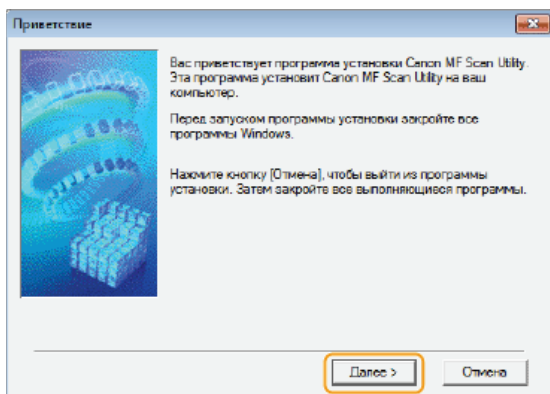 Приветствие
Вас приветствует программа установки Canon MF Scan Utility.
Эта программа установит Canon MF Scan Utility на ваш
компьютер.
Перед запуском программы установки закройте все
программы Windows.
Нажмите кнопку [Отмена], чтобы выйти из программы
установки. Затем закройте все выполняющиеся программы.
Далее >
Отмена